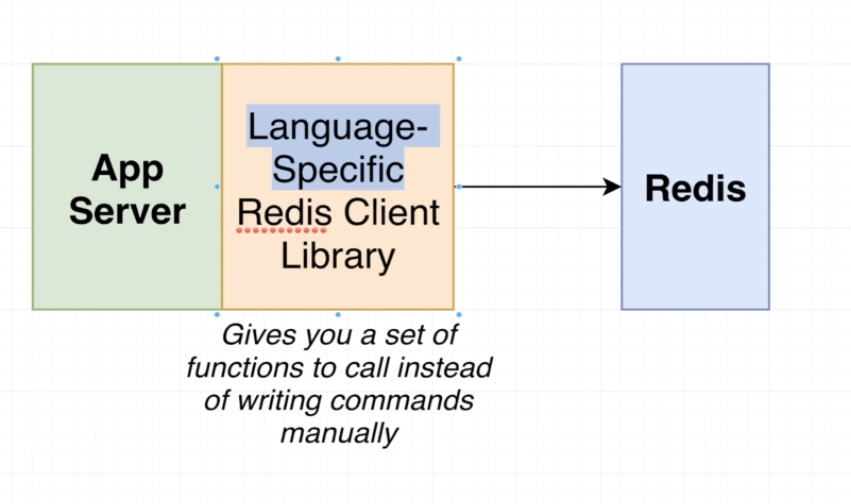 App
Server
Language-
Specific
Redis Client
Library
Redis
Gives you a set of
functions to call instead
of writing commands
manually